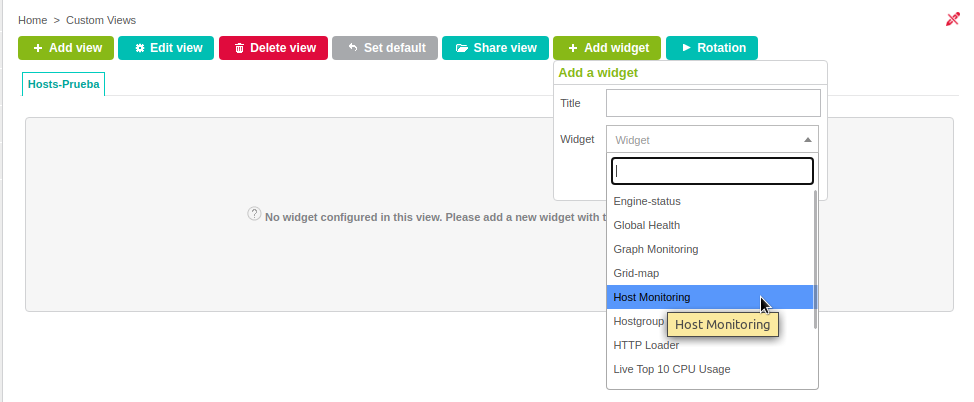 Home > Custom Views
Add view Edit view Delete view Set default Share view Add widget Rotation
Add a widget
Hosts-Prueba
Title
Widget Widget
? No widget configured in this view. Please add a new widget with
Engine-status
Global Health
Graph Monitoring
Grid-map
Host Monitoring
Hostgroup
Host Monitoring
HTTP Loader
Live Top 10 CPU Usage